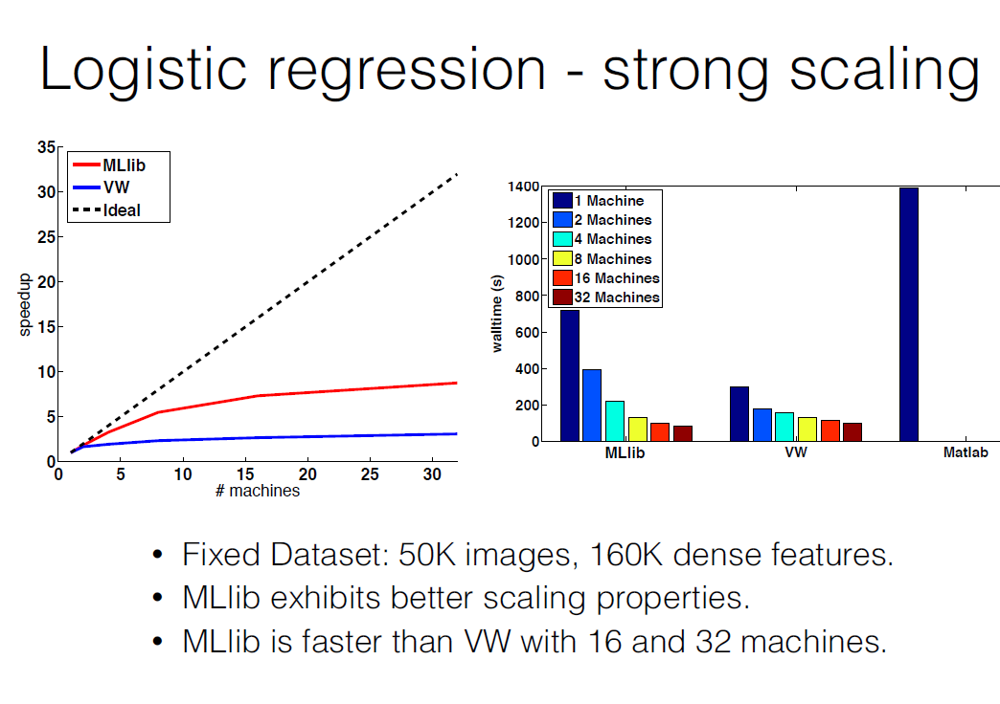 Logistic regression - strong scaling
35
30
25
20
15
10
5
0
speedup
MLlib
VW
Ideal
0 5 10 15 20 25 30
# machines
1400
1200
1000
800
600
400
200
0
walltime (s)
1 Machine
2 Machines
4 Machines
8 Machines
16 Machines
32 Machines
MLlib VW Matlab
• Fixed Dataset: 50K images, 160K dense features.
• MLlib exhibits better scaling properties.
• MLlib is faster than VW with 16 and 32 machines.